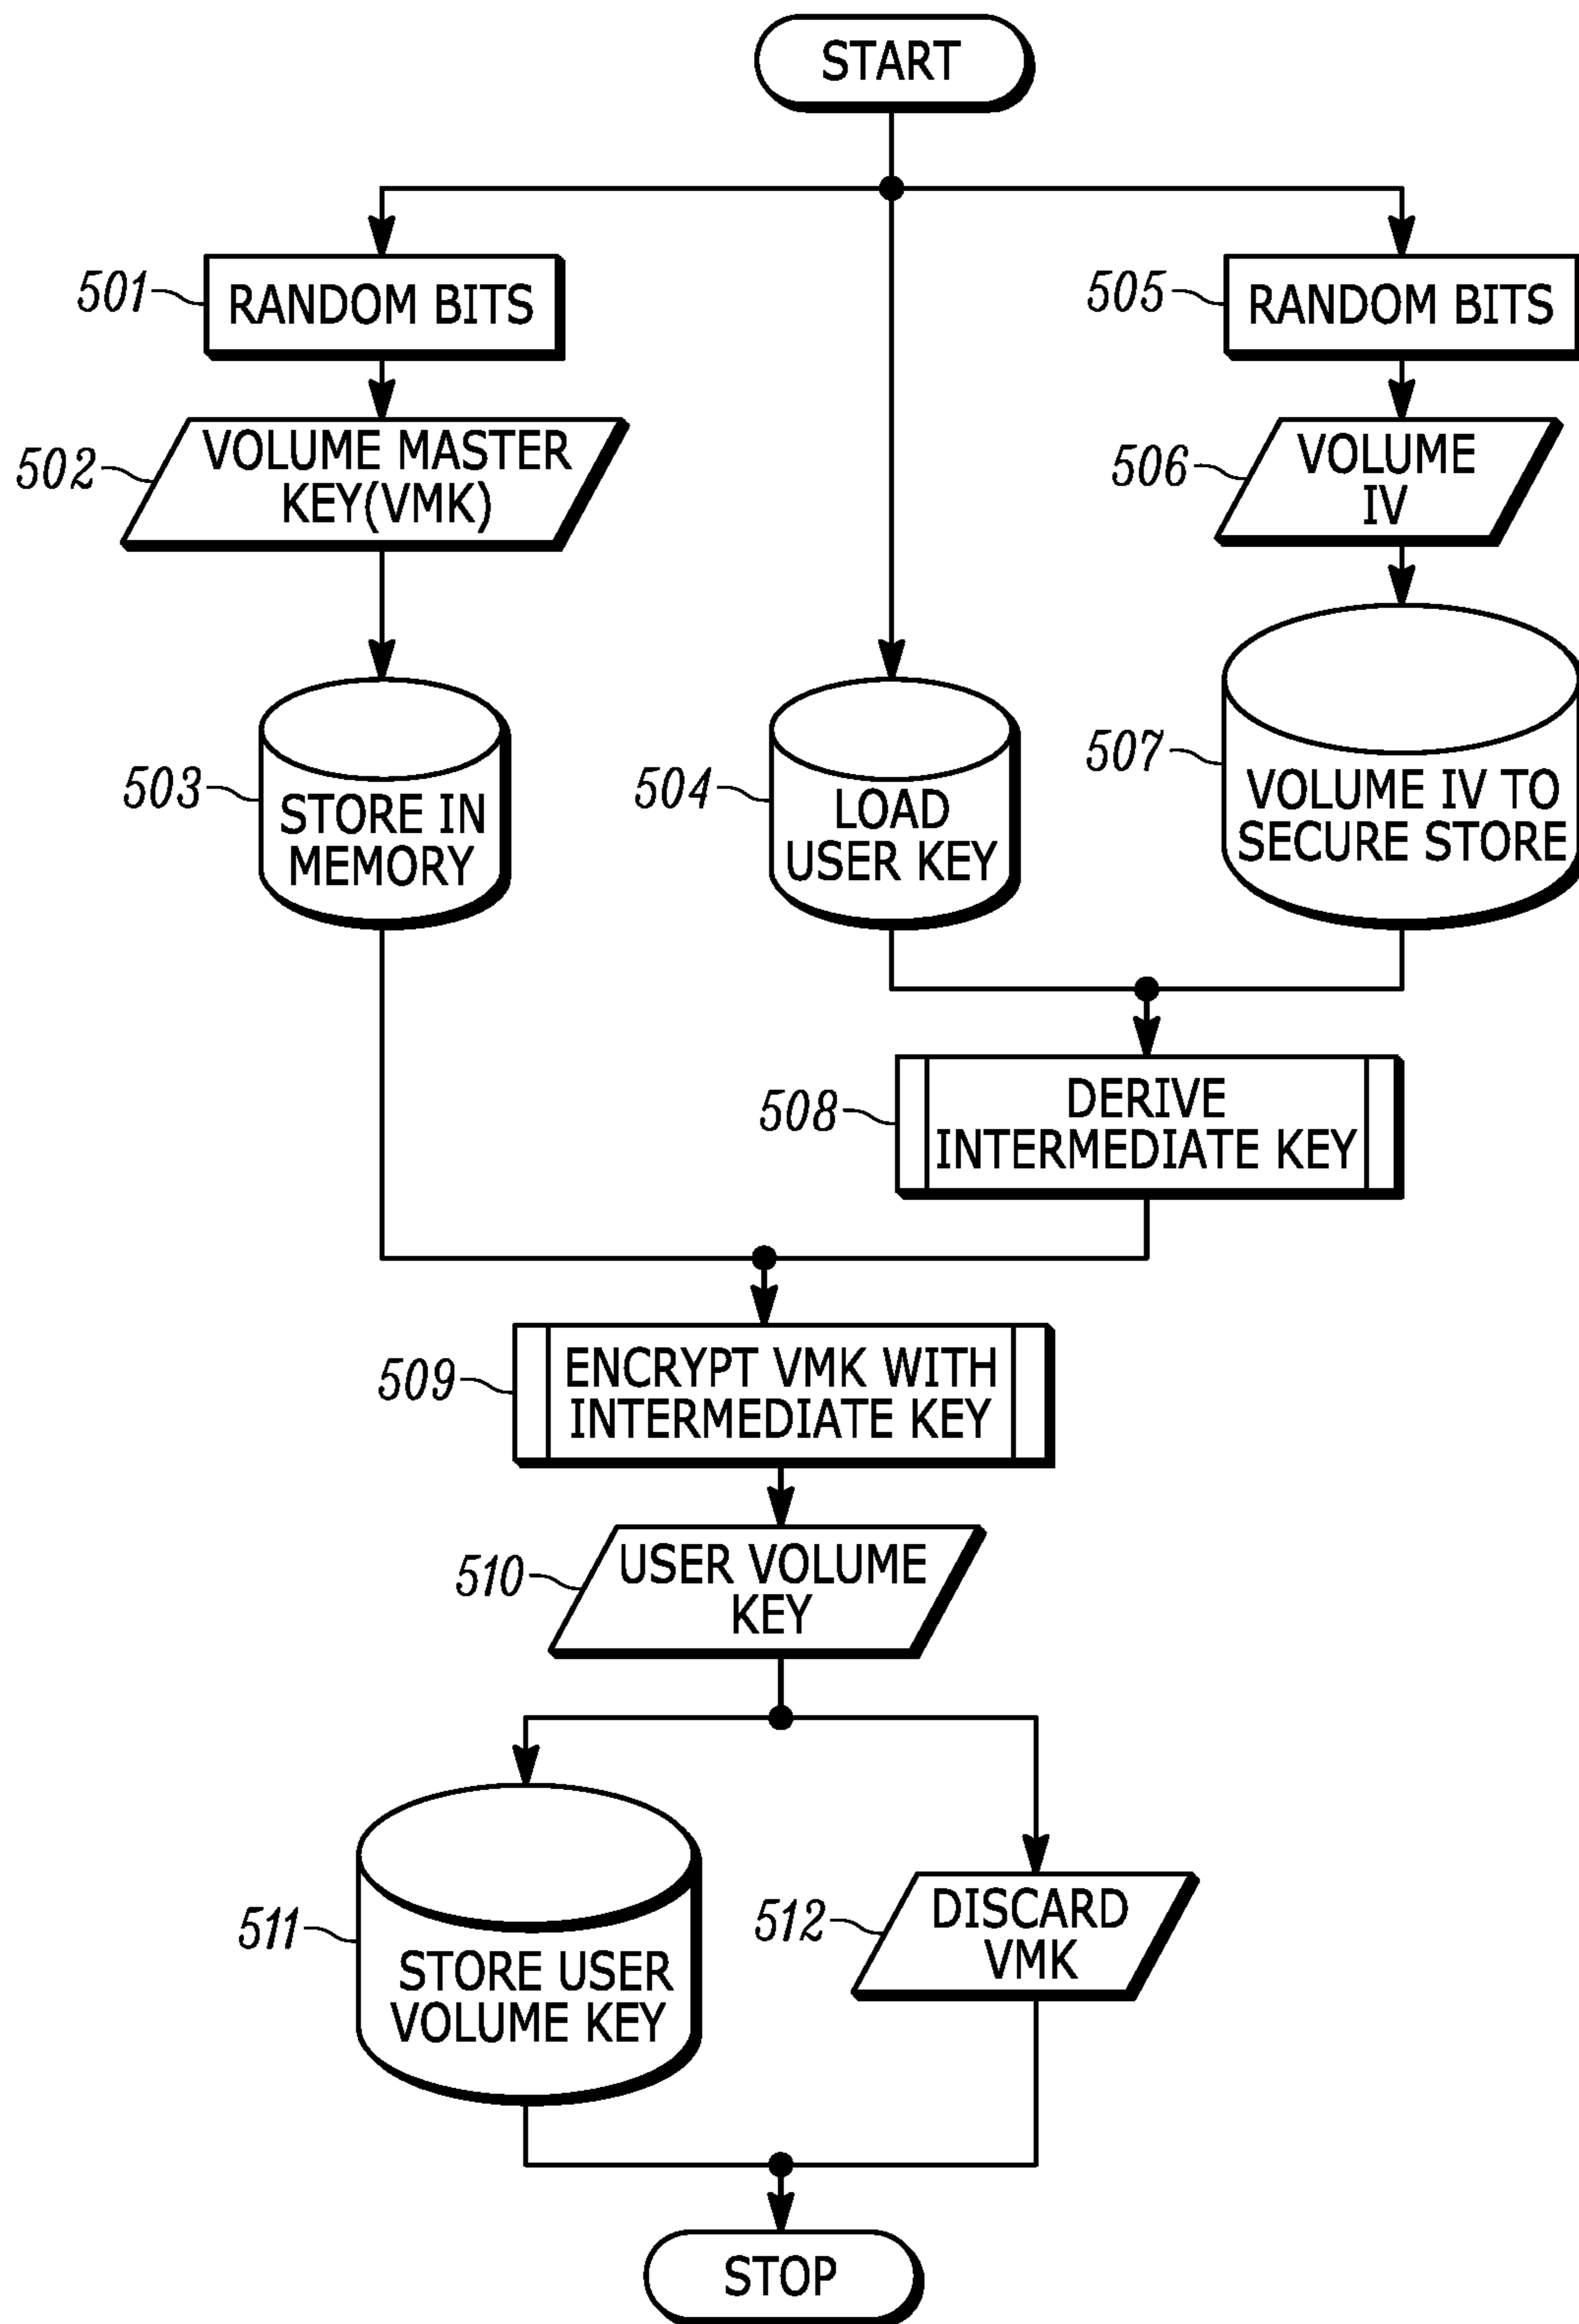 START
501
RANDOM BITS
505
RANDOM BITS
502
VOLUME MASTER
KEY(VMK)
506
VOLUME
IV
503
STORE IN
MEMORY
504
LOAD
USER KEY
507
VOLUME IV TO
SECURE STORE
508
DERIVE
INTERMEDIATE KEY
509
ENCRYPT VMK WITH
INTERMEDIATE KEY
510
USER VOLUME
KEY
511
STORE USER
VOLUME KEY
512
DISCARD
VMK
STOP